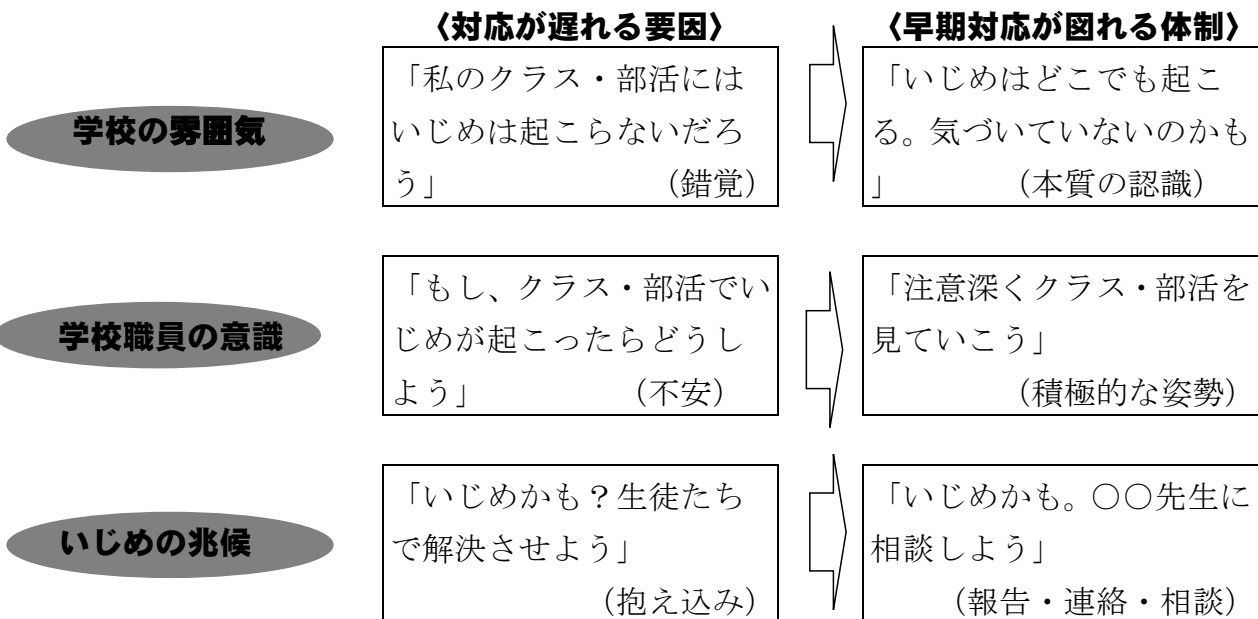 〈対応が遅れる要因〉
〈早期対応が図れる体制〉
学校の雰囲気
「私のクラス・部活には
いじめは起こらないだろ
う」 (錯覚)
「いじめはどこでも起こ
る。気づいていないのかも
」 (本質の認識)
学校職員の意識
「もし、クラス・部活でい
じめが起こったらどうし
よう」 (不安)
「注意深くクラス・部活を
見ていこう」
(積極的な姿勢)
いじめの兆候
「いじめかも？生徒たち
で解決させよう」
(抱え込み)
「いじめかも。○○先生に
相談しよう」
(報告・連絡・相談)